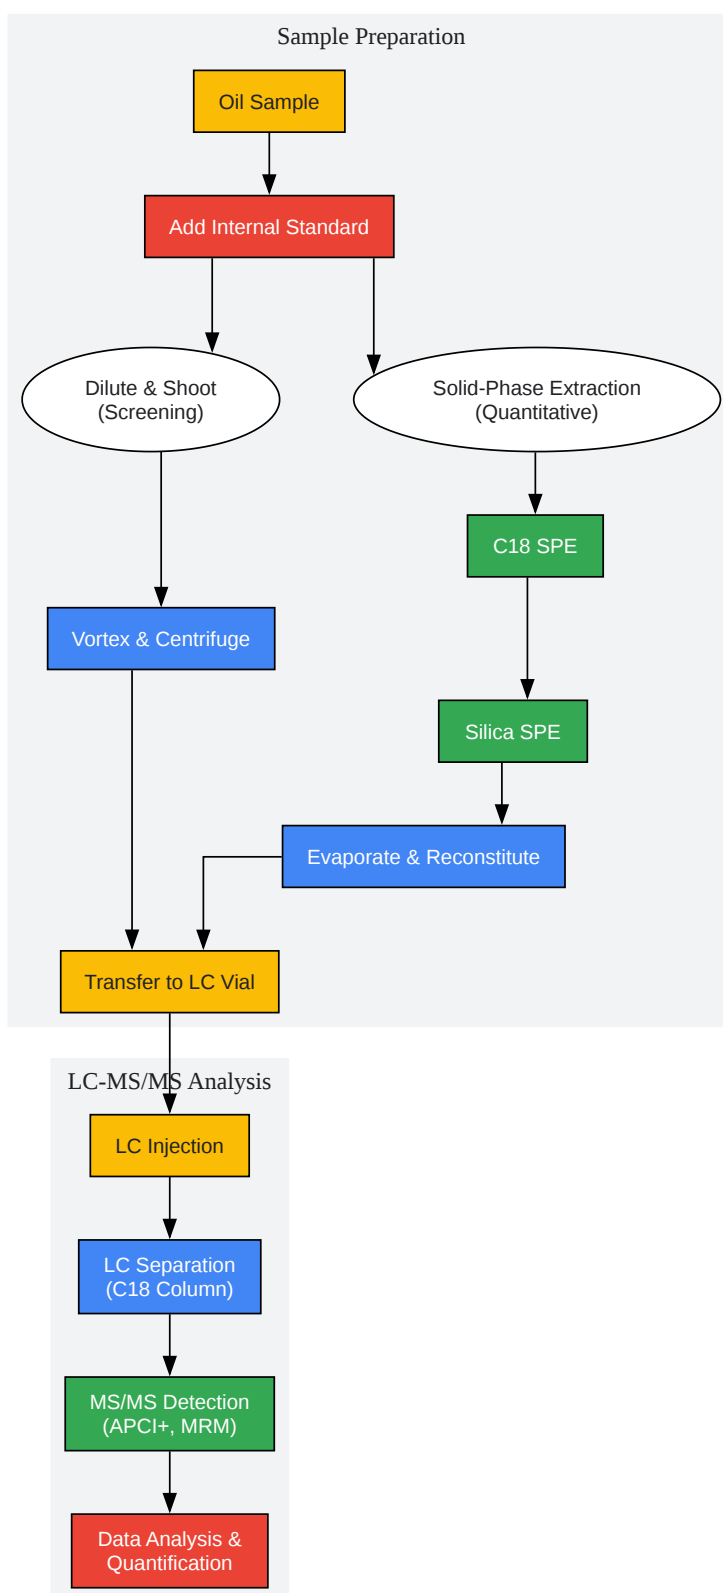 Sample Preparation
Oil Sample
Add Internal Standard
Dilute & Shoot
(Screening)
Solid-Phase Extraction
(Quantitative)
C18 SPE
Vortex & Centrifuge
Silica SPE
Evaporate & Reconstitute
Transfer to LC Vial
LC-MS/MS Analysis
LC Injection
LC Separation
(C18 Column)
MS/MS Detection
(APCI+, MRM)
Data Analysis &
Quantification